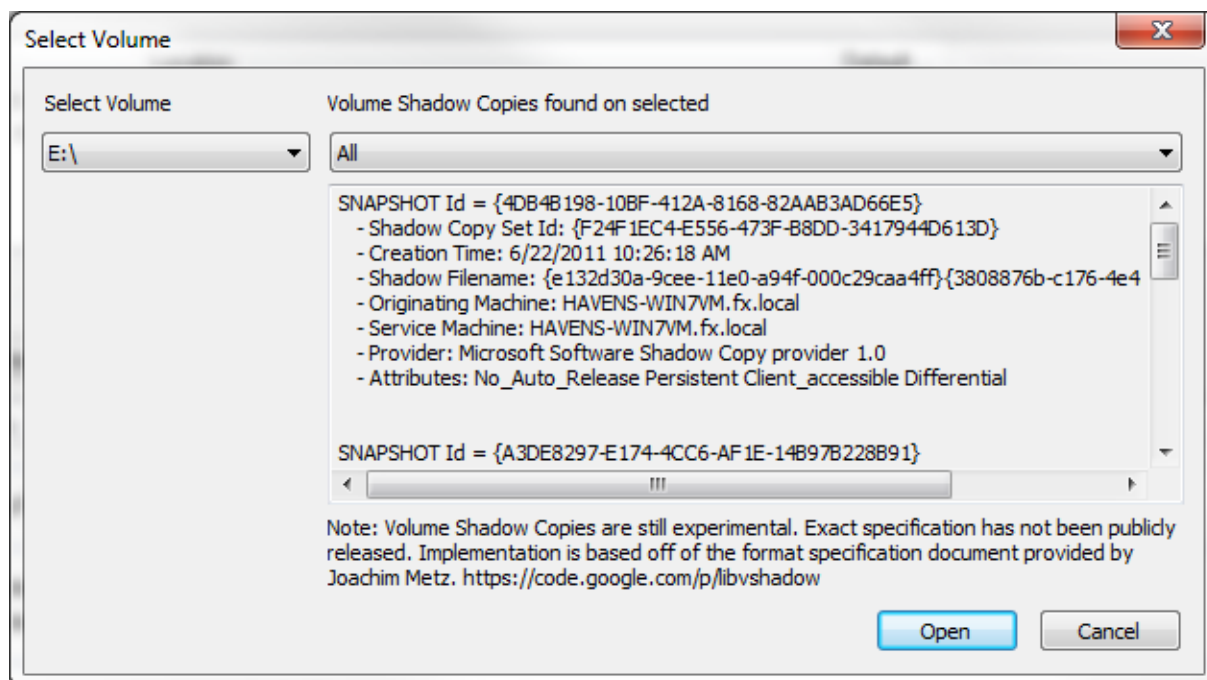 Select Volume
Select Volume
Volume Shadow Copies found on selected
E:\
All
SNAPSHOT Id = {4DB4B198-10BF-412A-8168-82AAB3AD66E5}
- Shadow Copy Set Id: {F24F1EC4-E556-473F-B8DD-3417944D613D}
- Creation Time: 6/22/2011 10:26:18 AM
- Shadow Filename: {e132d30a-9cee-11e0-a94f-000c29caa4ff}{3808876b-c176-4e4
- Originating Machine: HAVENS-WIN7VM.fx.local
- Service Machine: HAVENS-WIN7VM.fx.local
- Provider: Microsoft Software Shadow Copy provider 1.0
- Attributes: No_Auto_Release Persistent Client_accessible Differential
SNAPSHOT Id = {A3DE8297-E174-4CC6-AF1E-14B97B228B91}
Note: Volume Shadow Copies are still experimental. Exact specification has not been publicly
released. Implementation is based off of the format specification document provided by
Joachim Metz. https://code.google.com/p/libvshadow
Open
Cancel